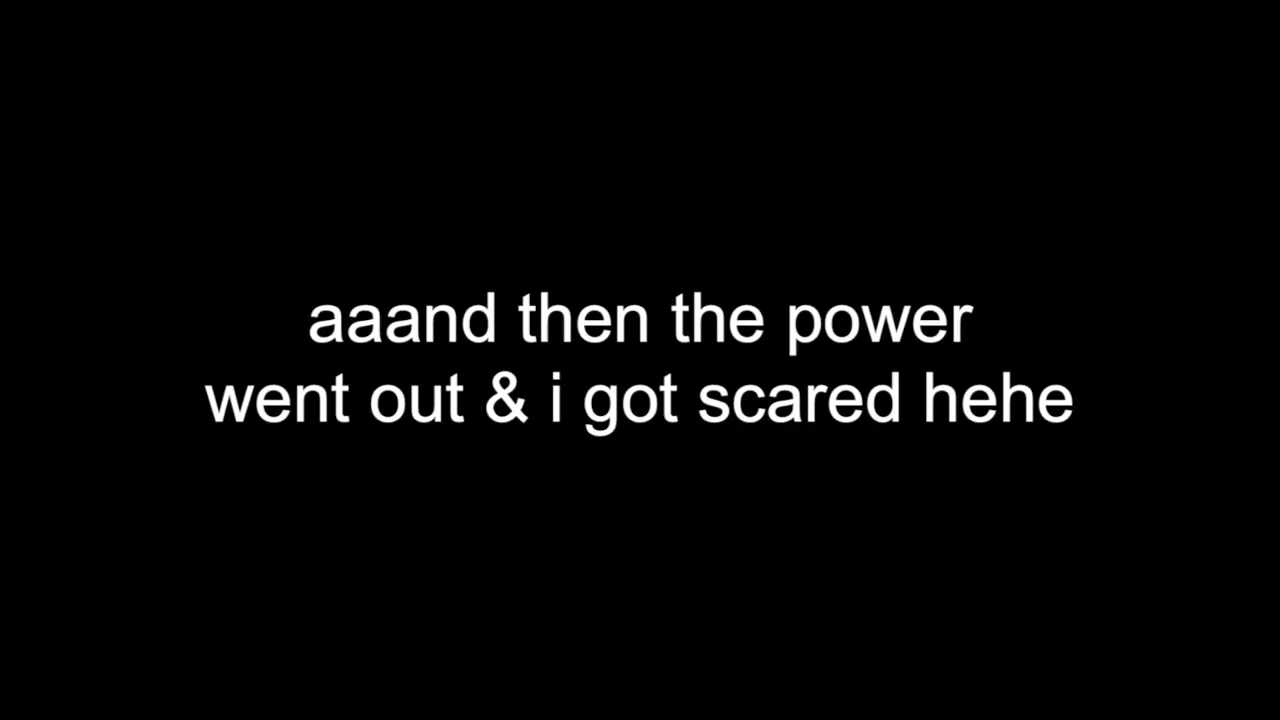 aaand then the power
went out & i got scared hehe